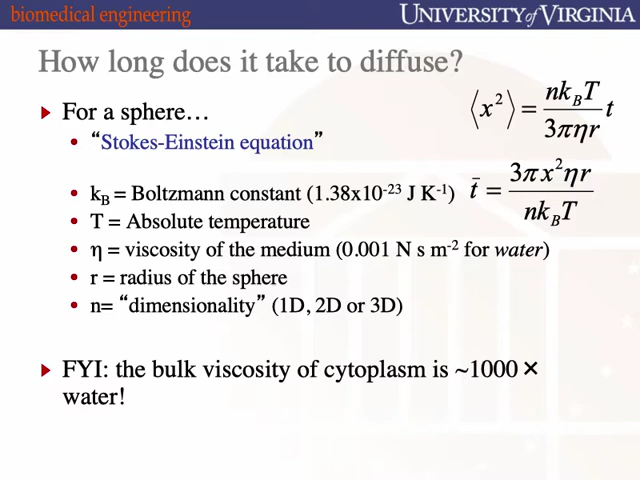 biomedical engineering
UNIVERSITY of VIRGINIA
How long does it take to diffuse?
For a sphere…
“Stokes-Einstein equation”
⟨x²⟩ = nk_BT / 3πηr t
t̄ = 3πx²ηr / nk_BT
k_B = Boltzmann constant (1.38x10⁻²³ J K⁻¹)
T = Absolute temperature
η = viscosity of the medium (0.001 N s m⁻² for water)
r = radius of the sphere
n= “dimensionality” (1D, 2D or 3D)
FYI: the bulk viscosity of cytoplasm is ~1000 ×
water!